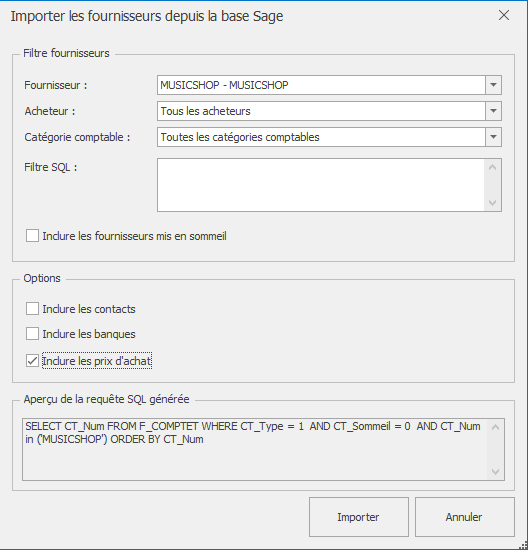 Importer les fournisseurs depuis la base Sage
Filtre fournisseurs
Fournisseur : MUSICSHOP - MUSICSHOP
Acheteur : Tous les acheteurs
Catégorie comptable : Toutes les catégories comptables
Filtre SQL :
Inclure les fournisseurs mis en sommeil
Options
Inclure les contacts
Inclure les banques
Inclure les prix d'achat
Aperçu de la requête SQL générée
SELECT CT_Num FROM F_COMPTET WHERE CT_Type = 1  AND CT_Sommeil = 0  AND CT_Num
in ('MUSICSHOP') ORDER BY CT_Num
Importer Annuler